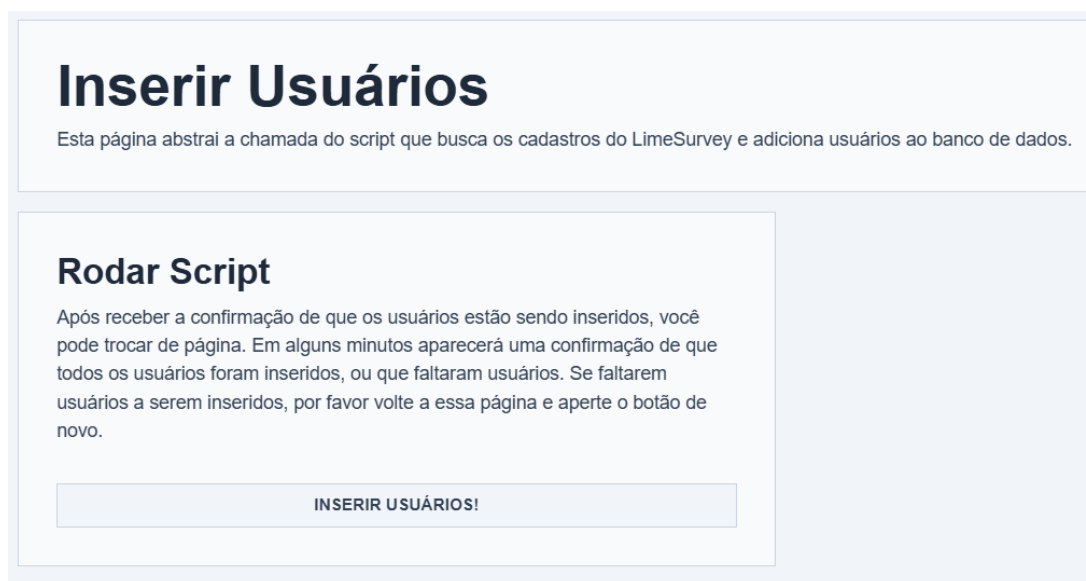 Inserir Usuários
Esta página abstrai a chamada do script que busca os cadastros do LimeSurvey e adiciona usuários ao banco de dados.
Rodar Script
Após receber a confirmação de que os usuários estão sendo inseridos, você
pode trocar de página. Em alguns minutos aparecerá uma confirmação de que
todos os usuários foram inseridos, ou que faltaram usuários. Se faltarem
usuários a serem inseridos, por favor volte a essa página e aperte o botão de
novo.
INSERIR USUÁRIOS!